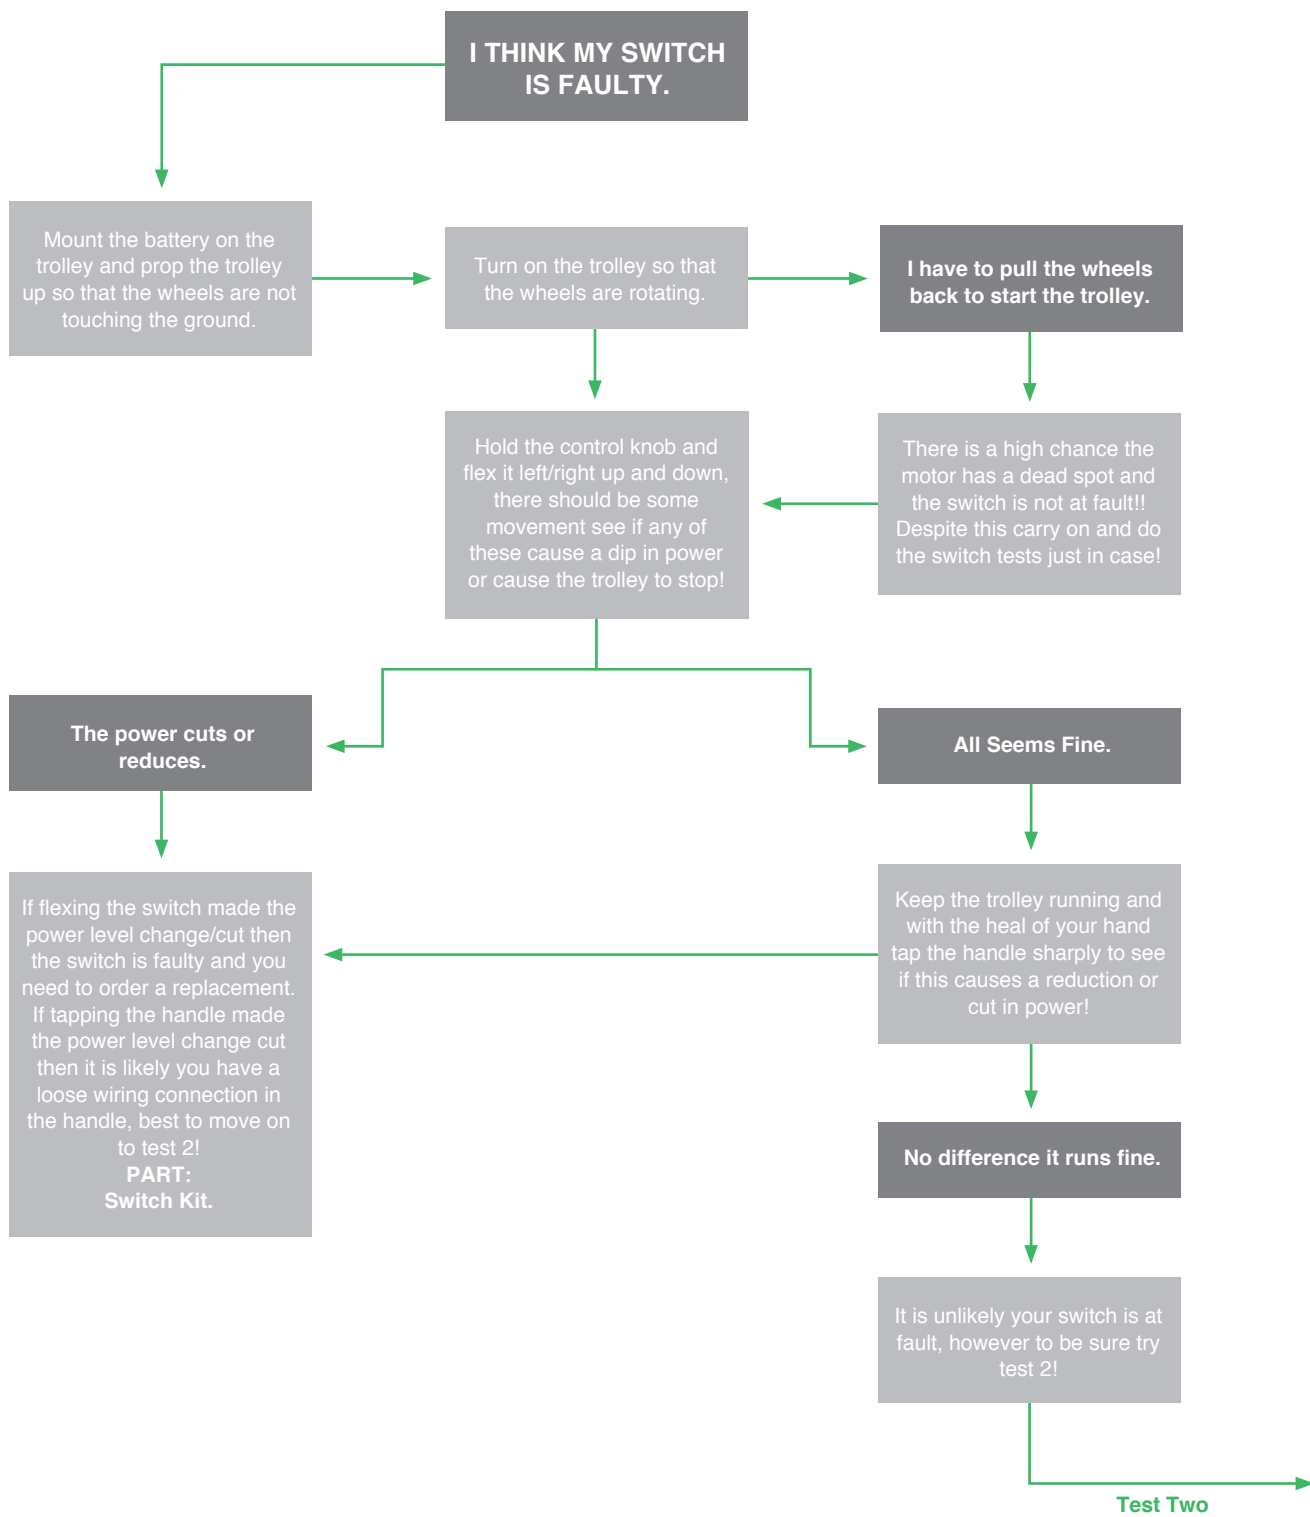 I THINK MY SWITCH
IS FAULTY.
Mount the battery on the
trolley and prop the trolley
up so that the wheels are not
touching the ground.
Turn on the trolley so that
the wheels are rotating.
I have to pull the wheels
back to start the trolley.
Hold the control knob and
flex it left/right up and down,
there should be some
movement see if any of
these cause a dip in power
or cause the trolley to stop!
There is a high chance the
motor has a dead spot and
the switch is not at fault!!
Despite this carry on and do
the switch tests just in case!
The power cuts or
reduces.
All Seems Fine.
If flexing the switch made the
power level change/cut then
the switch is faulty and you
need to order a replacement.
If tapping the handle made
the power level change cut
then it is likely you have a
loose wiring connection in
the handle, best to move on
to test 2!
PART:
Switch Kit.
Keep the trolley running and
with the heal of your hand
tap the handle sharply to see
if this causes a reduction or
cut in power!
No difference it runs fine.
It is unlikely your switch is at
fault, however to be sure try
test 2!
Test Two